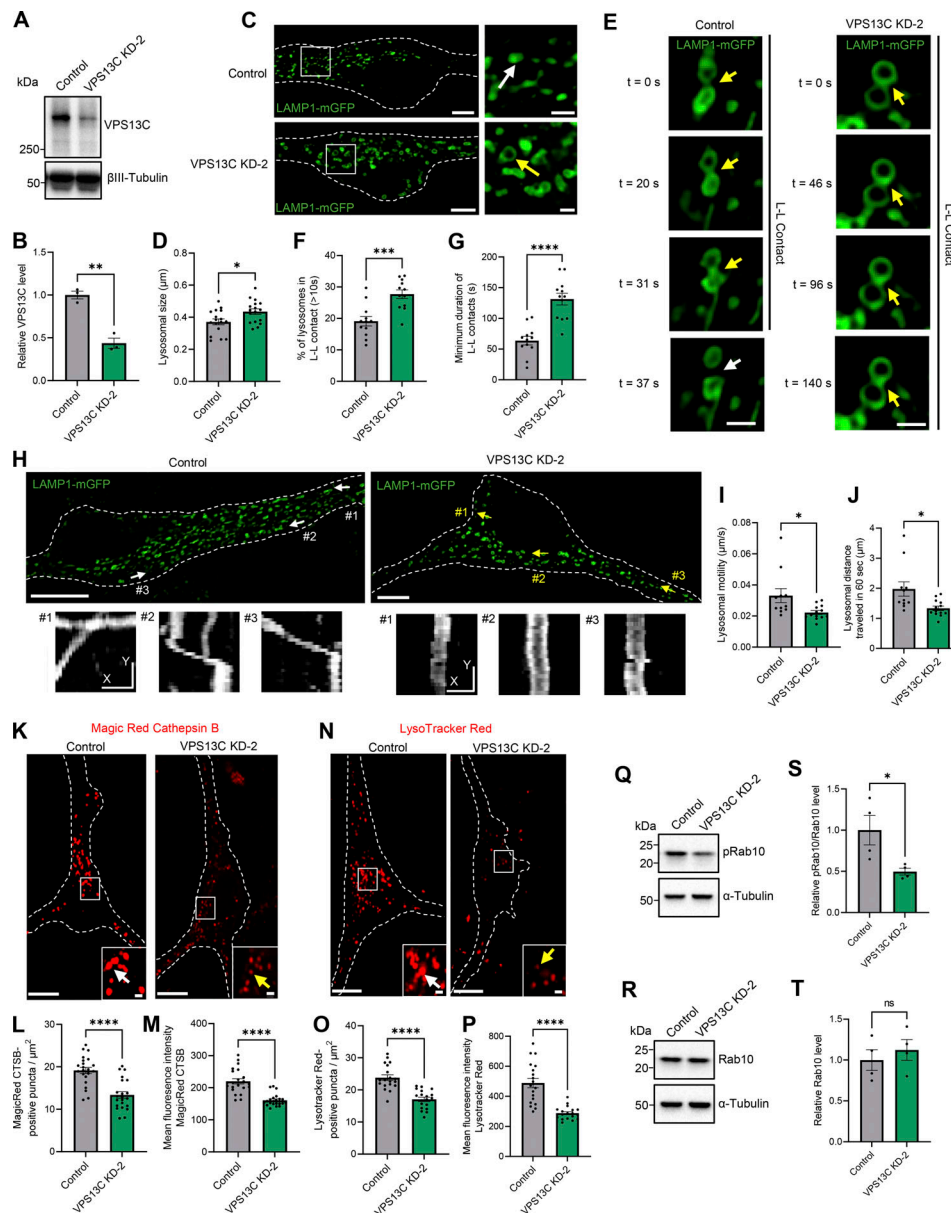 A
Control
VPS13C KD-2
kDa
VPS13C
250
βIII-Tubulin
50
B
Relative VPS13C level
1.5
1.0
0.5
0.0
**
Control
VPS13C KD-2
C
Control
LAMP1-mGFP
VPS13C KD-2
LAMP1-mGFP
D
Lysosomal size (µm)
0.8
0.6
0.4
0.2
0.0
*
Control
VPS13C KD-2
F
% of lysosomes in
L-L contact (>10s)
40
30
20
10
0
***
Control
VPS13C KD-2
G
Minimum duration of
L-L contacts (s)
200
150
100
50
0
****
Control
VPS13C KD-2
E
Control
VPS13C KD-2
LAMP1-mGFP
LAMP1-mGFP
t = 0 s
t = 20 s
t = 31 s
t = 37 s
L-L Contact
t = 0 s
t = 46 s
t = 96 s
t = 140 s
L-L Contact
H
Control
VPS13C KD-2
LAMP1-mGFP
#1
#2
#3
LAMP1-mGFP
#1
#2
#3
#1
#2
#3
Y
X
#1
#2
#3
Y
X
I
Lysosomal motility (µm/s)
0.08
0.06
0.04
0.02
0.00
*
Control
VPS13C KD-2
J
Lysosomal distance
traveled in 60 sec (µm)
5
4
3
2
1
0
*
Control
VPS13C KD-2
K
Magic Red Cathepsin B
Control
VPS13C KD-2
N
LysoTracker Red
Control
VPS13C KD-2
L
MagicRed CTSB-
positive puncta / µm²
30
20
10
0
****
Control
VPS13C KD-2
M
Mean fluorescence intensity
MagicRed CTSB
400
300
200
100
****
Control
VPS13C KD-2
O
Lysotracker Red-
positive puncta / µm²
40
30
20
10
0
****
Control
VPS13C KD-2
P
Mean fluoresence intensity
Lysotracker Red
1000
800
600
400
200
0
****
Control
VPS13C KD-2
Q
Control
VPS13C KD-2
kDa
25
20
pRab10
50
α-Tubulin
S
Relative pRab10/Rab10 level
1.5
1.0
0.5
0.0
*
Control
VPS13C KD-2
R
Control
VPS13C KD-2
kDa
25
20
Rab10
50
α-Tubulin
T
Relative Rab10 level
2.0
1.5
1.0
0.5
0.0
ns
Control
VPS13C KD-2